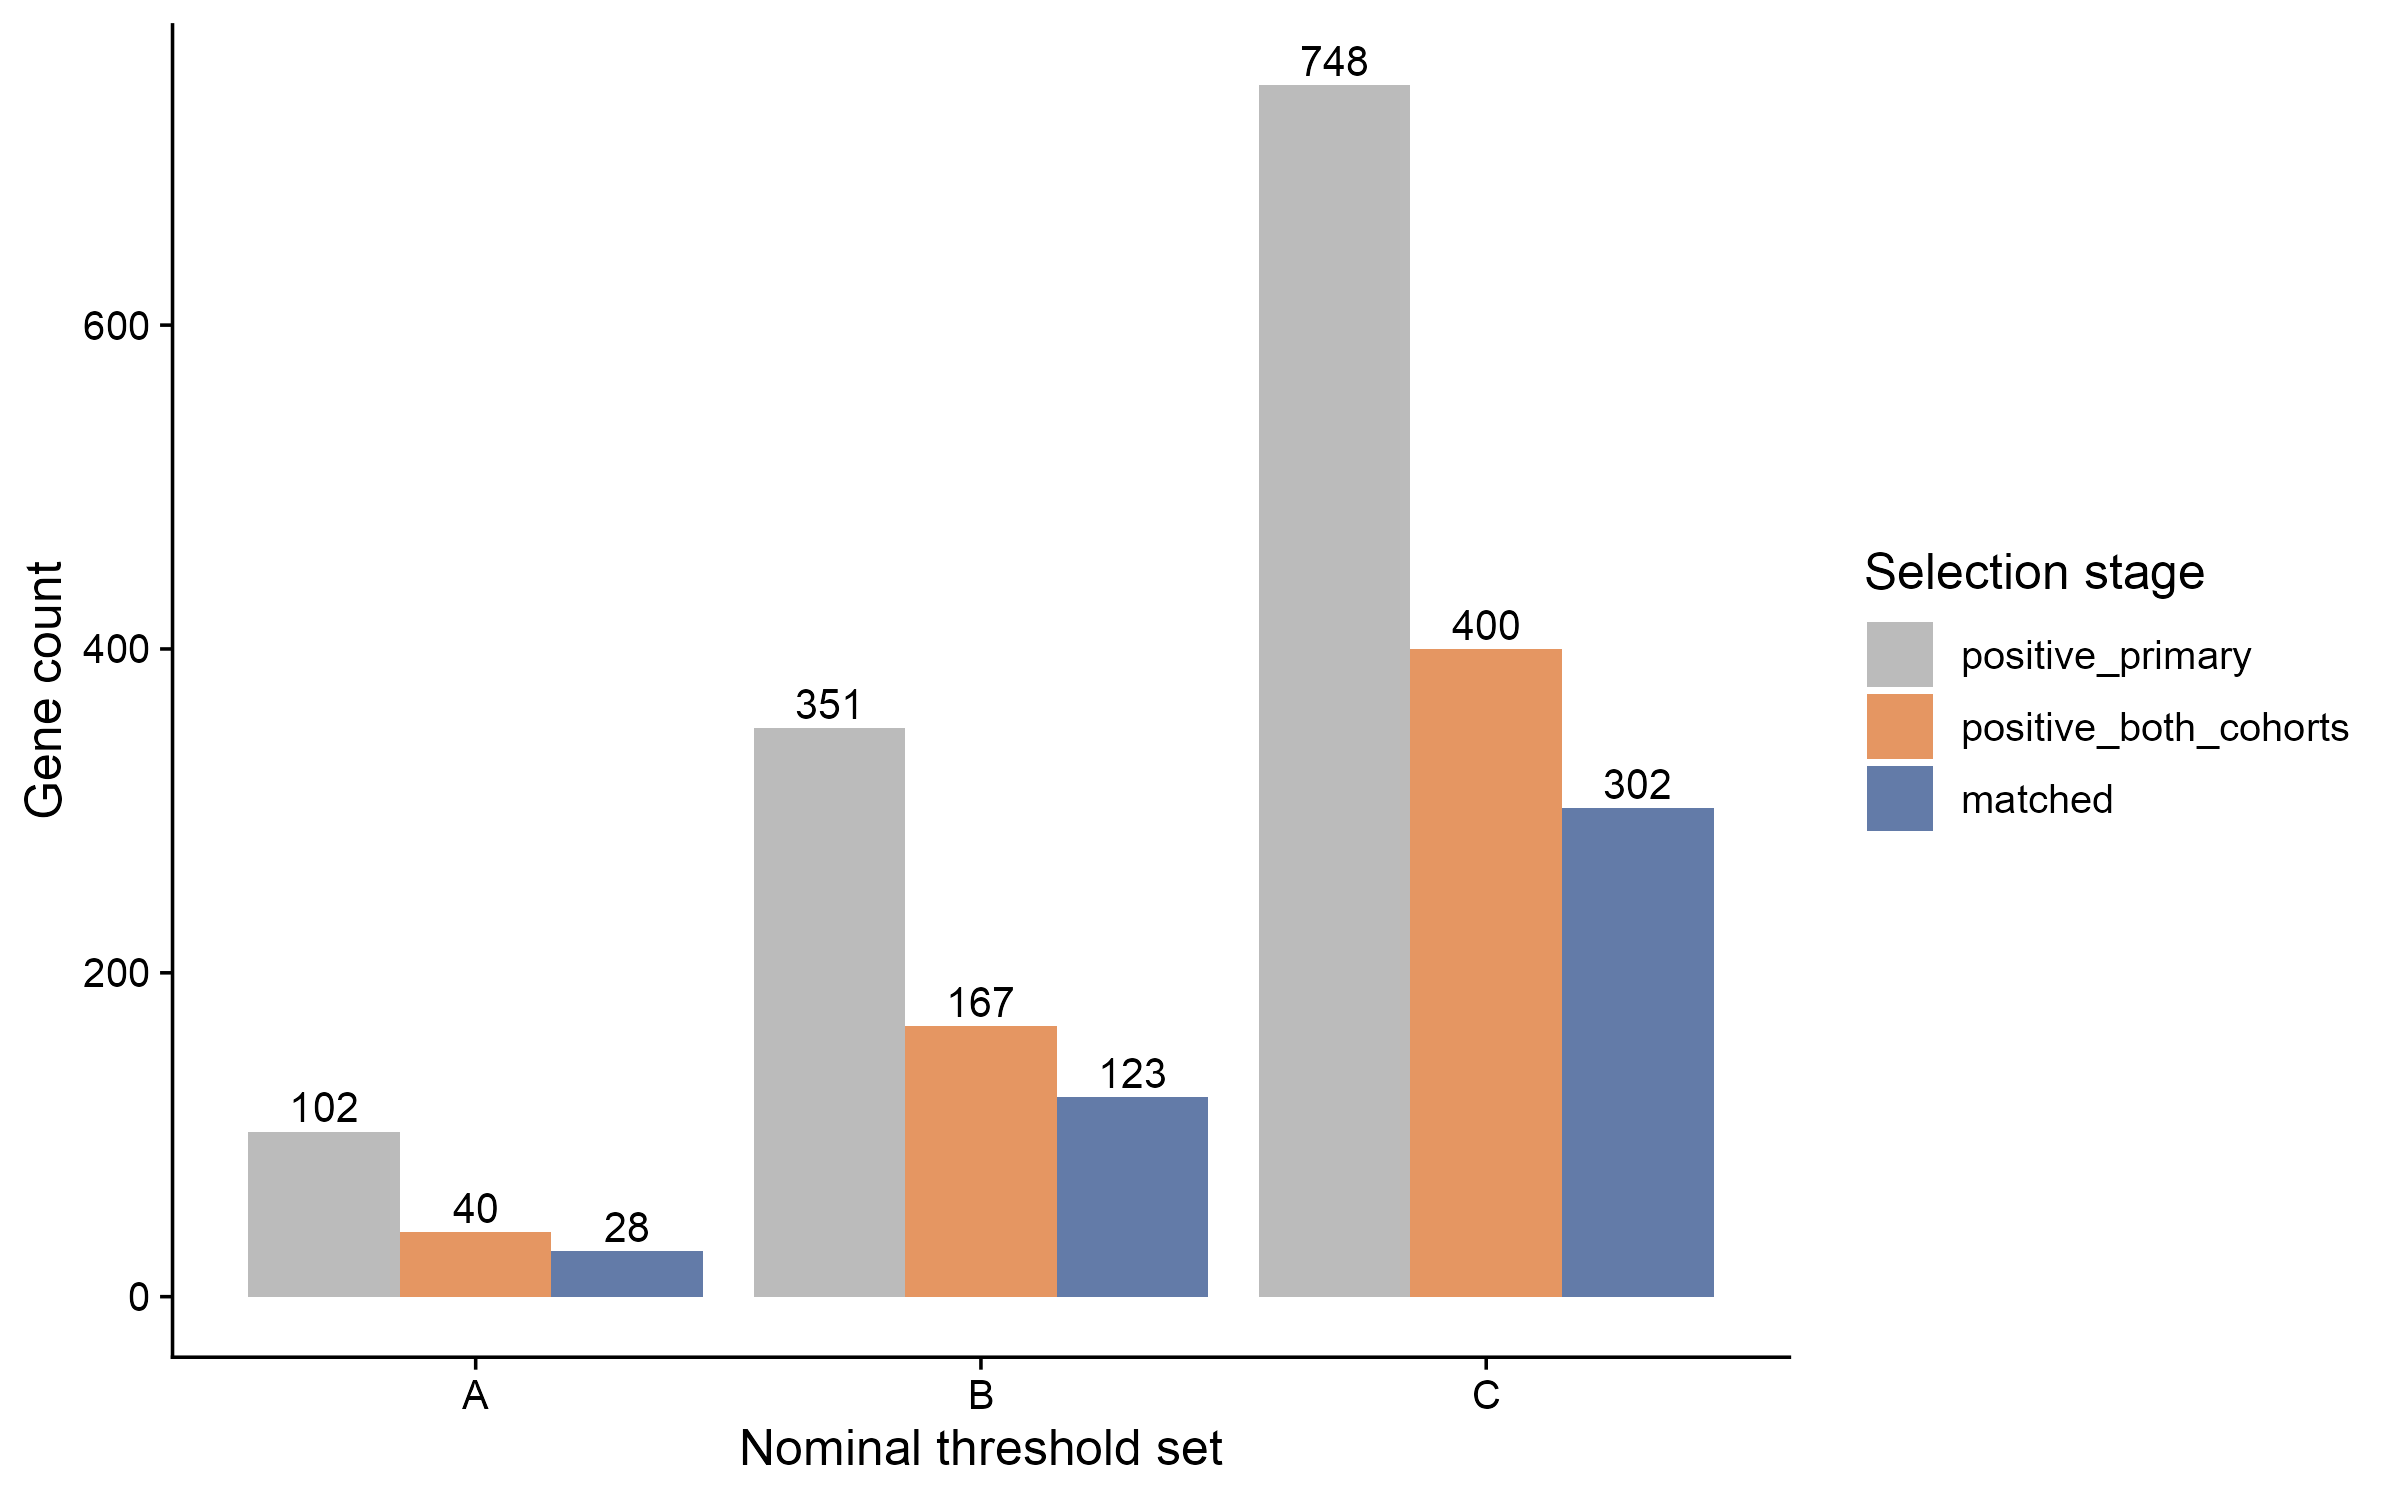 748
600
400
351
302
400
Gene count
200
167
123
102
40
28
0
A
B
C
Nominal threshold set
Selection stage
positive_primary
positive_both_cohorts
matched